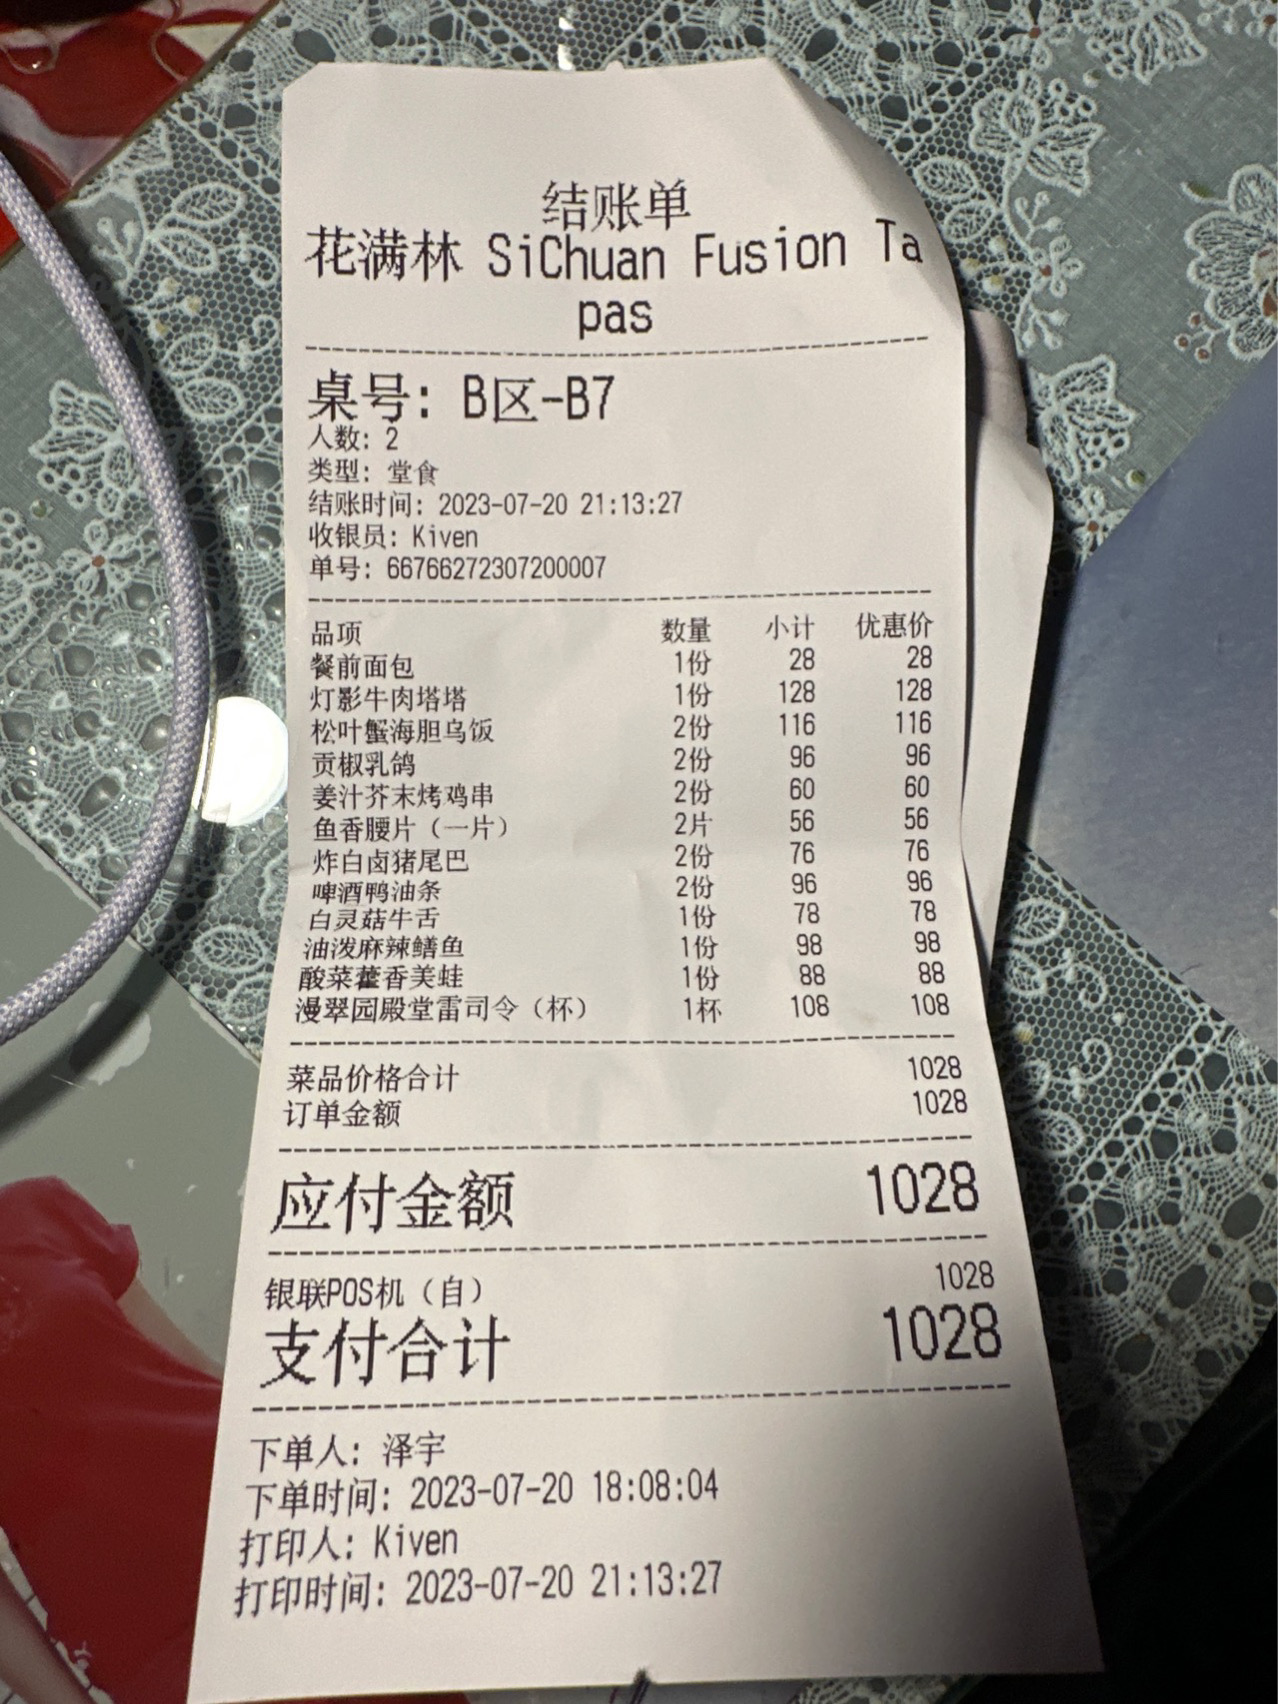 结账单
花满林 SiChuan Fusion Ta
pas
桌号: B区-B7
人数: 2
类型: 堂食
结账时间: 2023-07-20 21:13:27
收银员: Kiven
单号: 66766272307200007
品项 数量 小计 优惠价
餐前面包 1份 28 28
灯影牛肉塔塔 1份 128 128
松叶蟹海胆乌饭 2份 116 116
贡椒乳鸽 2份 96 96
姜汁芥末烤鸡串 2份 60 60
鱼香腰片（一片） 2片 56 56
炸白卤猪尾巴 2份 76 76
啤酒鸭油条 2份 96 96
白灵菇牛舌 1份 78 78
油泼麻辣鳝鱼 1份 98 98
酸菜藿香美蛙 1份 88 88
漫翠园殿堂雷司令（杯） 1杯 108 108
菜品价格合计 1028
订单金额 1028
应付金额 1028
银联POS机（自） 1028
支付合计 1028
下单人: 泽宇
下单时间: 2023-07-20 18:08:04
打印人: Kiven
打印时间: 2023-07-20 21:13:27